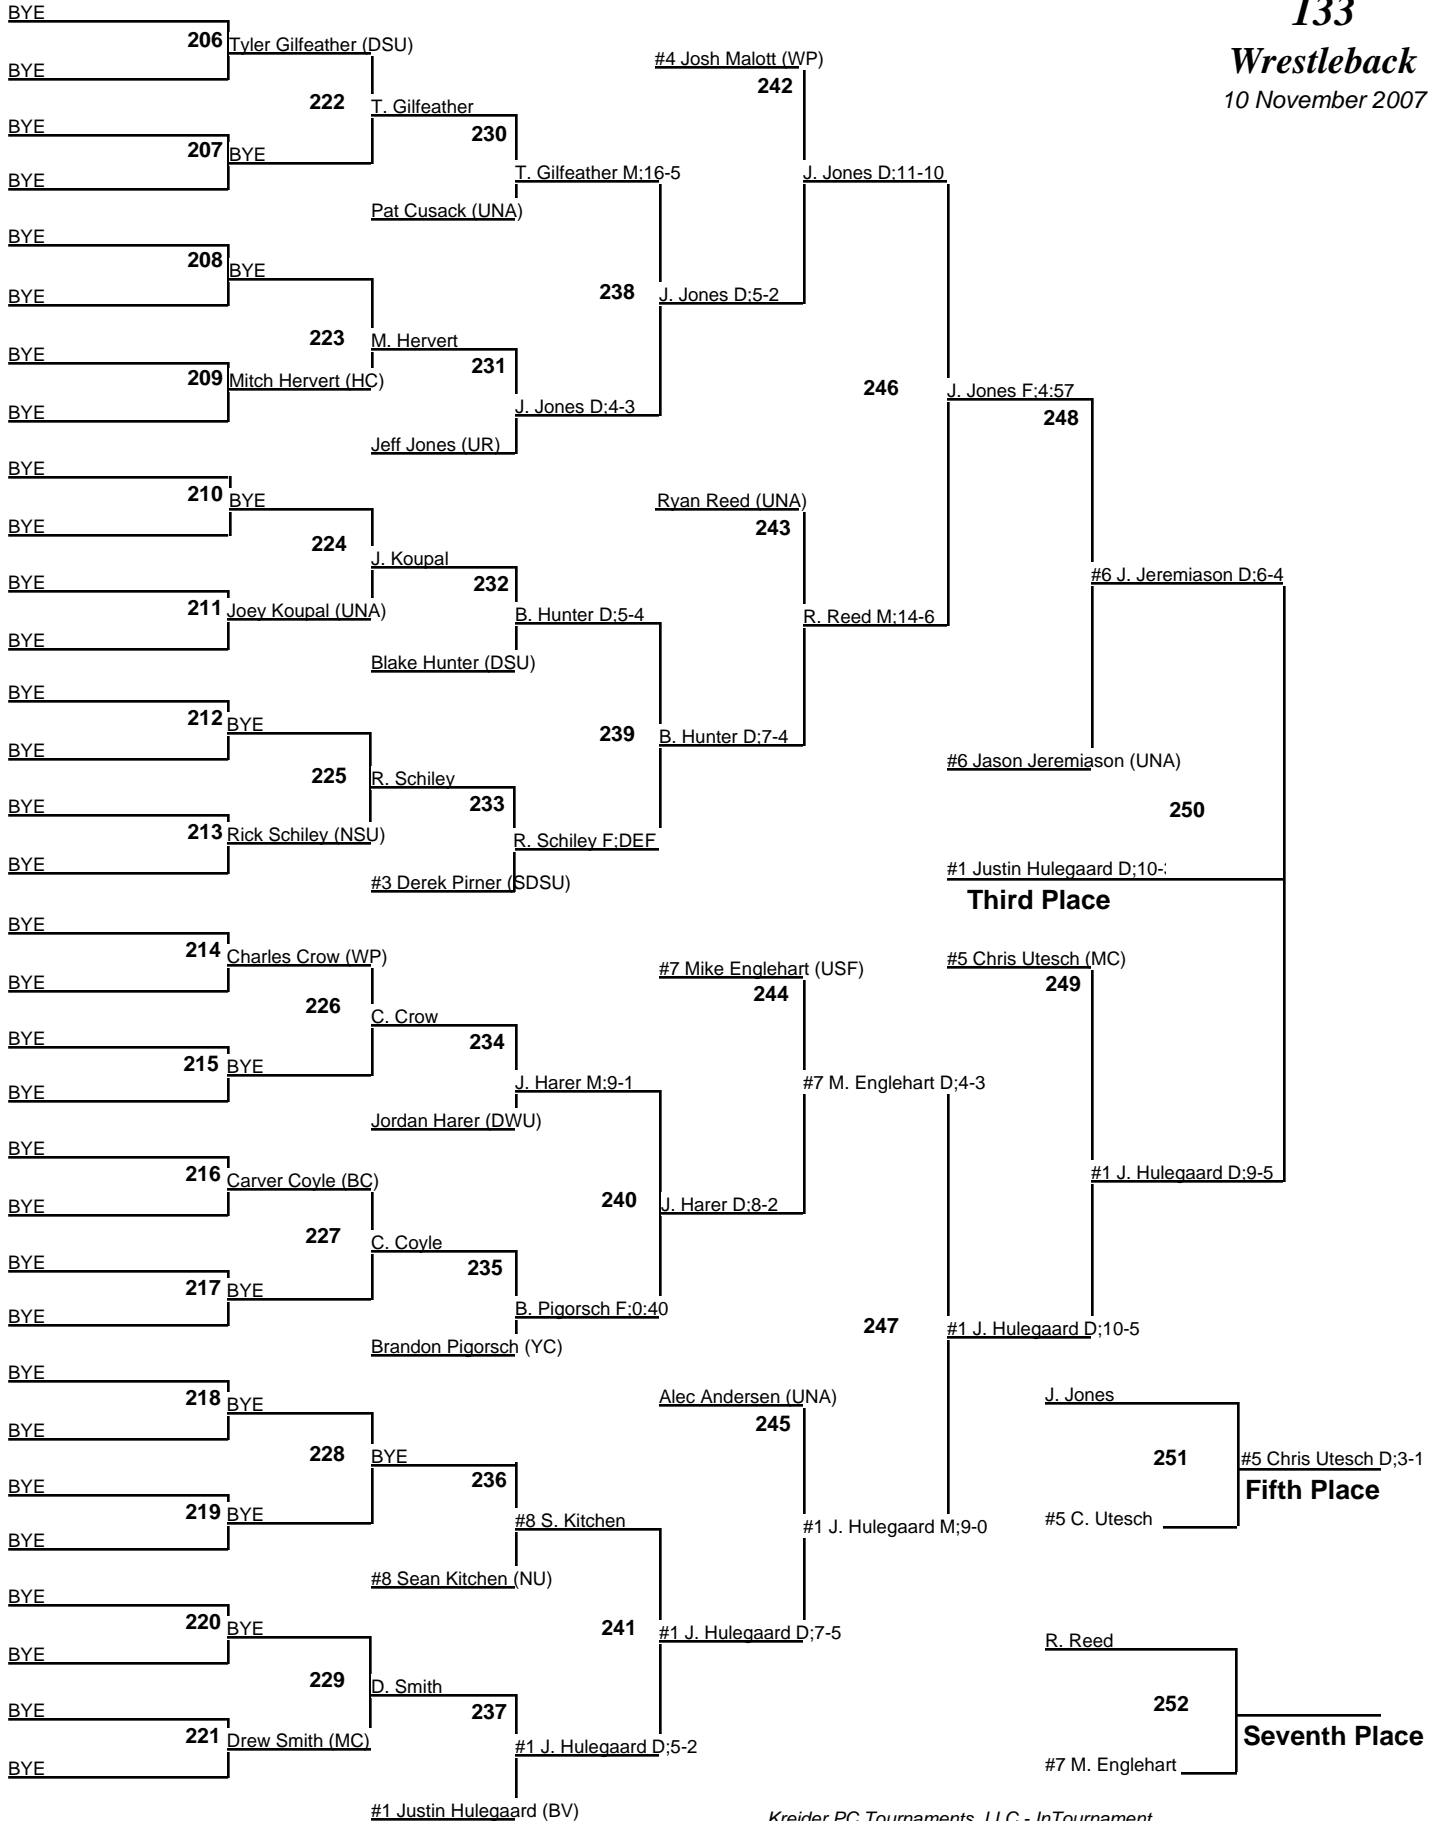 133
Wrestleback
10 November 2007
BYE
206 Tyler Gilfeather (DSU)
BYE
222 T. Gilfeather
BYE
207 BYE
BYE
230
T. Gilfeather M;16-5
Pat Cusack (UNA)
BYE
208 BYE
BYE
223 M. Hervert
BYE
209 Mitch Hervert (HC)
BYE
231
J. Jones D;4-3
Jeff Jones (UR)
238 J. Jones D;5-2
#4 Josh Malott (WP)
242
J. Jones D;11-10
BYE
210 BYE
BYE
224 J. Koupal
BYE
211 Joey Koupal (UNA)
BYE
232
B. Hunter D;5-4
Blake Hunter (DSU)
BYE
212 BYE
BYE
225 R. Schiley
BYE
213 Rick Schiley (NSU)
BYE
233
R. Schiley F;DEF
#3 Derek Pirner (SDSU)
239 B. Hunter D;7-4
Ryan Reed (UNA)
243
R. Reed M;14-6
246 J. Jones F;4:57
248
#6 J. Jeremiason D;6-4
#6 Jason Jeremiason (UNA)
250
#1 Justin Hulegaard D;10-
Third Place
BYE
214 Charles Crow (WP)
BYE
226 C. Crow
BYE
215 BYE
BYE
234
J. Harer M;9-1
Jordan Harer (DWU)
BYE
216 Carver Coyle (BC)
BYE
227 C. Coyle
BYE
217 BYE
BYE
235
B. Pigorsch F;0:40
Brandon Pigorsch (YC)
240 J. Harer D;8-2
#7 Mike Englehart (USF)
244
#7 M. Englehart D;4-3
#5 Chris Utesch (MC)
249
#1 J. Hulegaard D;9-5
247 #1 J. Hulegaard D;10-5
BYE
218 BYE
BYE
228 BYE
BYE
219 BYE
BYE
236
#8 S. Kitchen
#8 Sean Kitchen (NU)
BYE
220 BYE
BYE
229 D. Smith
BYE
221 Drew Smith (MC)
BYE
237
#1 J. Hulegaard D;5-2
#1 Justin Hulegaard (BV)
241 #1 J. Hulegaard D;7-5
Alec Andersen (UNA)
245
#1 J. Hulegaard M;9-0
J. Jones
251 #5 Chris Utesch D;3-1
Fifth Place
#5 C. Utesch
R. Reed
252
Seventh Place
#7 M. Englehart
Kreider PC Tournaments, LLC - InTournament